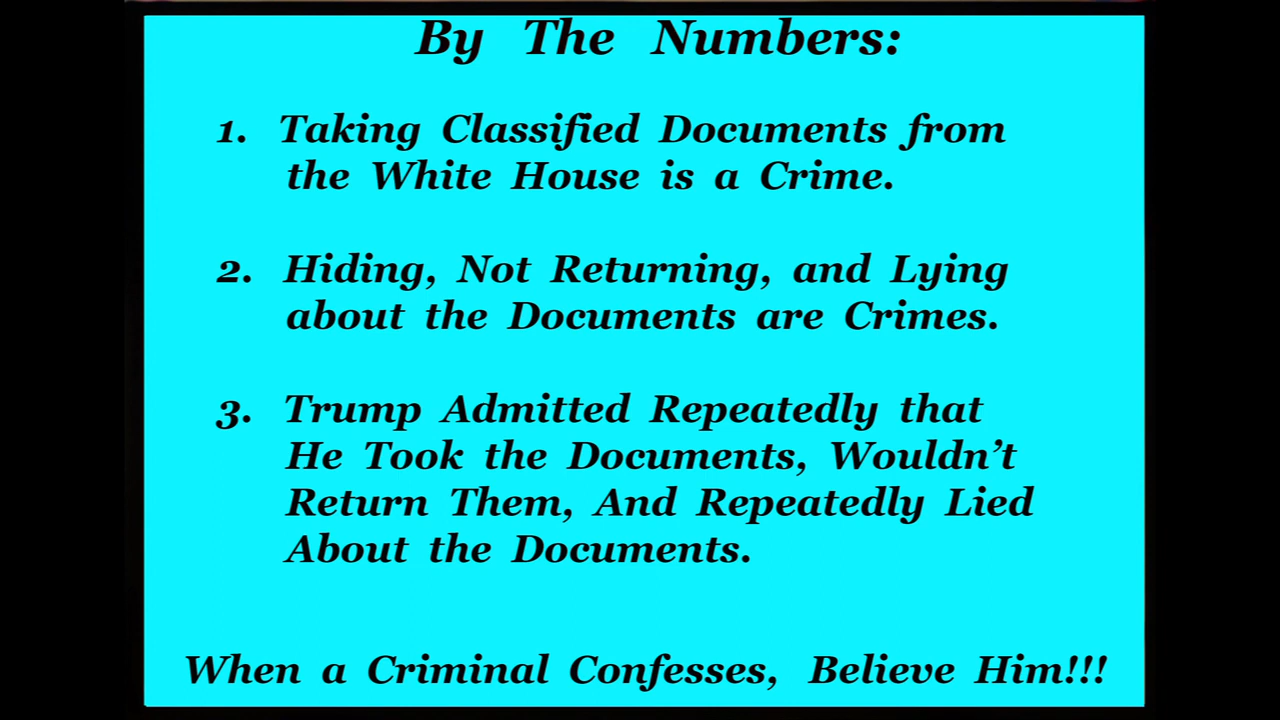 By The Numbers:
1. Taking Classified Documents from
the White House is a Crime.
2. Hiding, Not Returning, and Lying
about the Documents are Crimes.
3. Trump Admitted Repeatedly that
He Took the Documents, Wouldn’t
Return Them, And Repeatedly Lied
About the Documents.
When a Criminal Confesses, Believe Him!!!